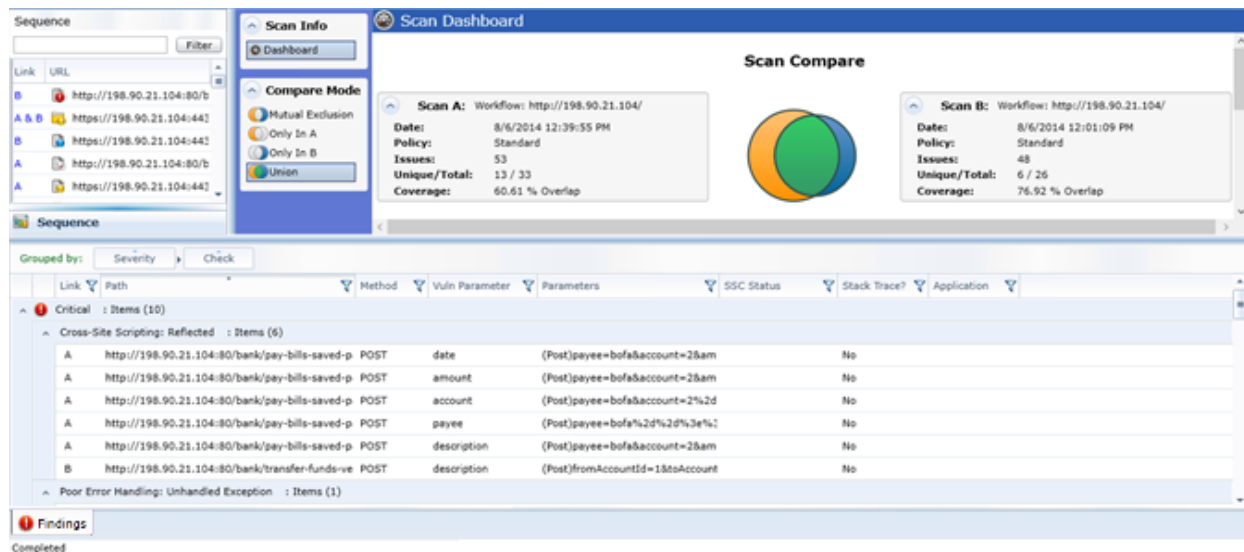 Sequence
Filter
Link URL
B http://198.90.21.104:80/b
A & B https://198.90.21.104:443
B https://198.90.21.104:443
A http://198.90.21.104:80/b
A https://198.90.21.104:443
Sequence
Scan Info
Dashboard
Compare Mode
Mutual Exclusion
Only In A
Only In B
Union
Scan Dashboard
Scan Compare
Scan A: Workflow: http://198.90.21.104/
Date: 8/6/2014 12:39:55 PM
Policy: Standard
Issues: 53
Unique/Total: 13 / 33
Coverage: 60.61 % Overlap
Scan B: Workflow: http://198.90.21.104/
Date: 8/6/2014 12:01:09 PM
Policy: Standard
Issues: 48
Unique/Total: 6 / 26
Coverage: 76.92 % Overlap
Grouped by: Severity Check
Link Path Method Vuln Parameter Parameters SSC Status Stack Trace? Application
Critical : Items (10)
Cross-Site Scripting: Reflected : Items (6)
A http://198.90.21.104:80/bank/pay-bills-saved-p POST date (Post)payee=bofa&account=2&am No
A http://198.90.21.104:80/bank/pay-bills-saved-p POST amount (Post)payee=bofa&account=2&am No
A http://198.90.21.104:80/bank/pay-bills-saved-p POST account (Post)payee=bofa&account=2%2d No
A http://198.90.21.104:80/bank/pay-bills-saved-p POST payee (Post)payee=bofa%2d%2d%3e%3 No
A http://198.90.21.104:80/bank/pay-bills-saved-p POST description (Post)payee=bofa&account=2&am No
B http://198.90.21.104:80/bank/transfer-funds-ve POST description (Post)fromAccountId=1&toAccount No
Poor Error Handling: Unhandled Exception : Items (1)
Findings
Completed